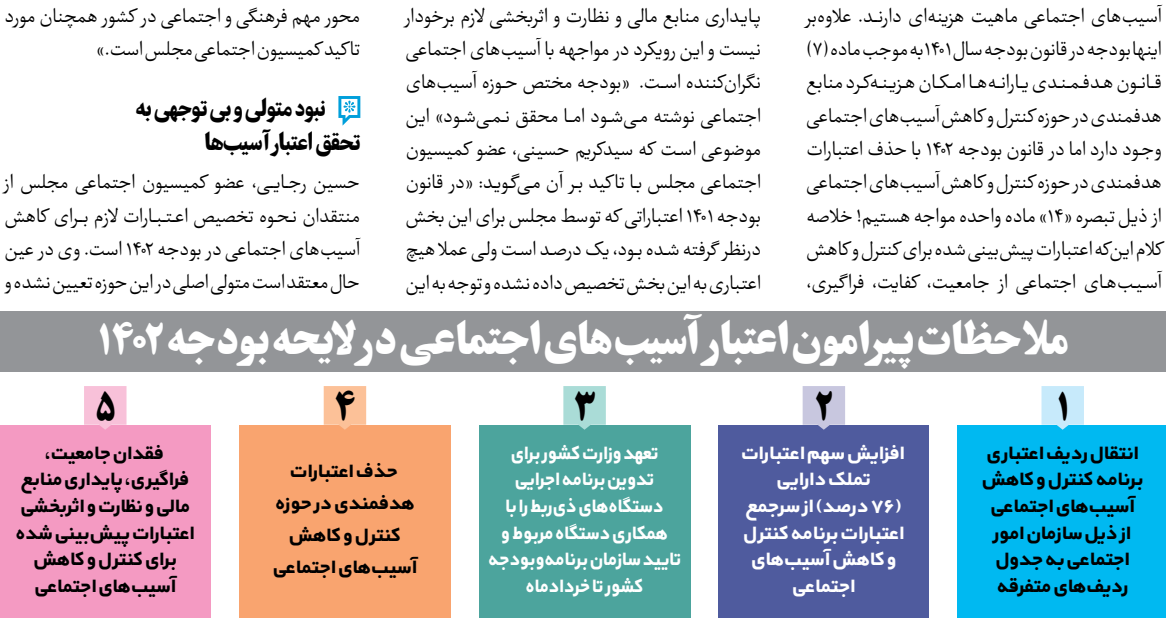 آسیب‌های اجتماعی ماهیت هزینه‌ای دارند. علاوه‌بر
اینها بودجه در قانون بودجه سال ۱۴۰۱ به موجب ماده (۷)
قانون هدفمندی یارانه‌ها امکان هزینه‌کرد منابع
هدفمندی در حوزه کنترل و کاهش آسیب‌های اجتماعی
وجود دارد اما در قانون بودجه ۱۴۰۲ با حذف اعتبارات
هدفمندی در حوزه کنترل و کاهش آسیب‌های اجتماعی
از ذیل تبصره «۱۴» ماده واحده مواجه هستیم! خلاصه
کلام این‌که اعتبارات پیش‌بینی شده برای کنترل و کاهش
آسیب‌های اجتماعی از جامعیت، کفایت، فراگیری،
پایداری منابع مالی و نظارت و اثربخشی لازم برخودار
نیست و این رویکرد در مواجهه با آسیب‌های اجتماعی
نگران‌کننده است. «بودجه مختص حوزه آسیب‌های
اجتماعی نوشته می‌شود اما محقق نمی‌شود» این
موضوعی است که سیدکریم حسینی، عضو کمیسیون
اجتماعی مجلس با تاکید بر آن می‌گوید: «در قانون
بودجه ۱۴۰۱ اعتباراتی که توسط مجلس برای این بخش
درنظر گرفته شده بود، یک درصد است ولی عملا هیچ
اعتباری به این بخش تخصیص داده نشده و توجه به این
محور مهم فرهنگی و اجتماعی در کشور همچنان مورد
تاکید کمیسیون اجتماعی مجلس است.»
نبود متولی و بی توجهی به
تحقق اعتبار آسیب‌ها
حسین رجایی، عضو کمیسیون اجتماعی مجلس از
منتقدان نحوه تخصیص اعتبارات لازم برای کاهش
آسیب‌های اجتماعی در بودجه ۱۴۰۲ است. وی در عین
حال معتقد است متولی اصلی در این حوزه تعیین نشده و
ملاحظات پیرامون اعتبار آسیب‌های اجتماعی در لایحه بودجه ۱۴۰۲
۱
انتقال ردیف اعتباری
برنامه کنترل و کاهش
آسیب‌های اجتماعی
از ذیل سازمان امور
اجتماعی به جدول
ردیف‌های متفرقه
۲
افزایش سهم اعتبارات
تملک دارایی
(۷۶ درصد) از سرجمع
اعتبارات برنامه کنترل
و کاهش آسیب‌های
اجتماعی
۳
تعهد وزارت کشور برای
تدوین برنامه اجرایی
دستگاه‌های ذی‌ربط را با
همکاری دستگاه مربوط و
تایید سازمان برنامه‌وبودجه
کشور تا خردادماه
۴
حذف اعتبارات
هدفمندی در حوزه
کنترل و کاهش
آسیب‌های اجتماعی
۵
فقدان جامعیت،
فراگیری، پایداری منابع
مالی و نظارت و اثربخشی
اعتبارات پیش‌بینی شده
برای کنترل و کاهش
آسیب‌های اجتماعی